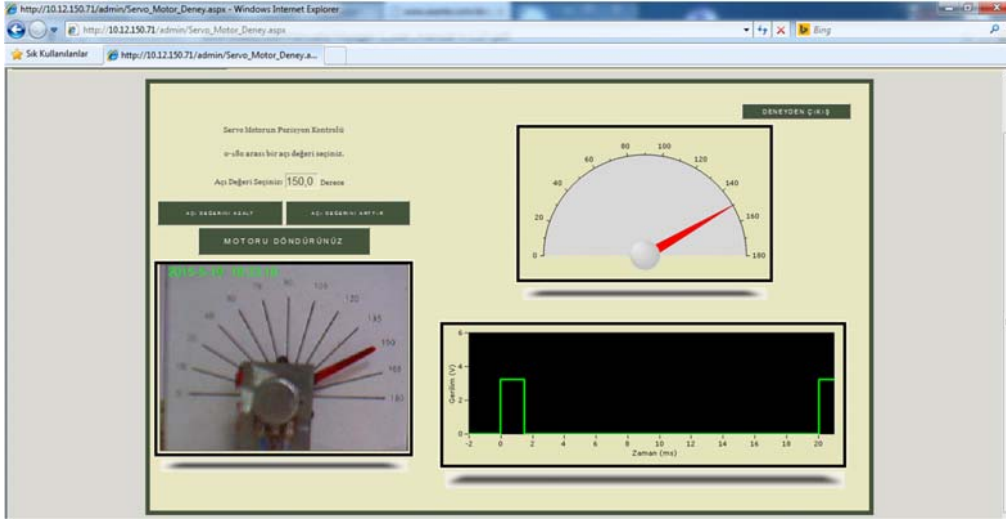 http://10.12.150.71/admin/Servo_Motor_Deney.aspx - Windows Internet Explorer
http://10.12.150.71/admin/Servo_Motor_Deney.aspx
Bing
Sık Kullanılanlar
http://10.12.150.71/admin/Servo_Motor_Deney.a...
DENEYDEN ÇIKIŞ
Servo Motorun Pozisyon Kontrolü
0-180 arası bir açı değeri seçiniz.
Açı Değeri Seçiniz: 150,0 Derece
AÇI DEĞERİNİ AZALT
AÇI DEĞERİNİ ARTTIR
MOTORU DÖNDÜRÜNÜZ
0 20 40 60 80 100 120 140 160 180
105
120
150
165
180
Gerilim (V)
6
4
2
0
-2 0 2 4 6 8 10 12 14 16 18 20
Zaman (ms)